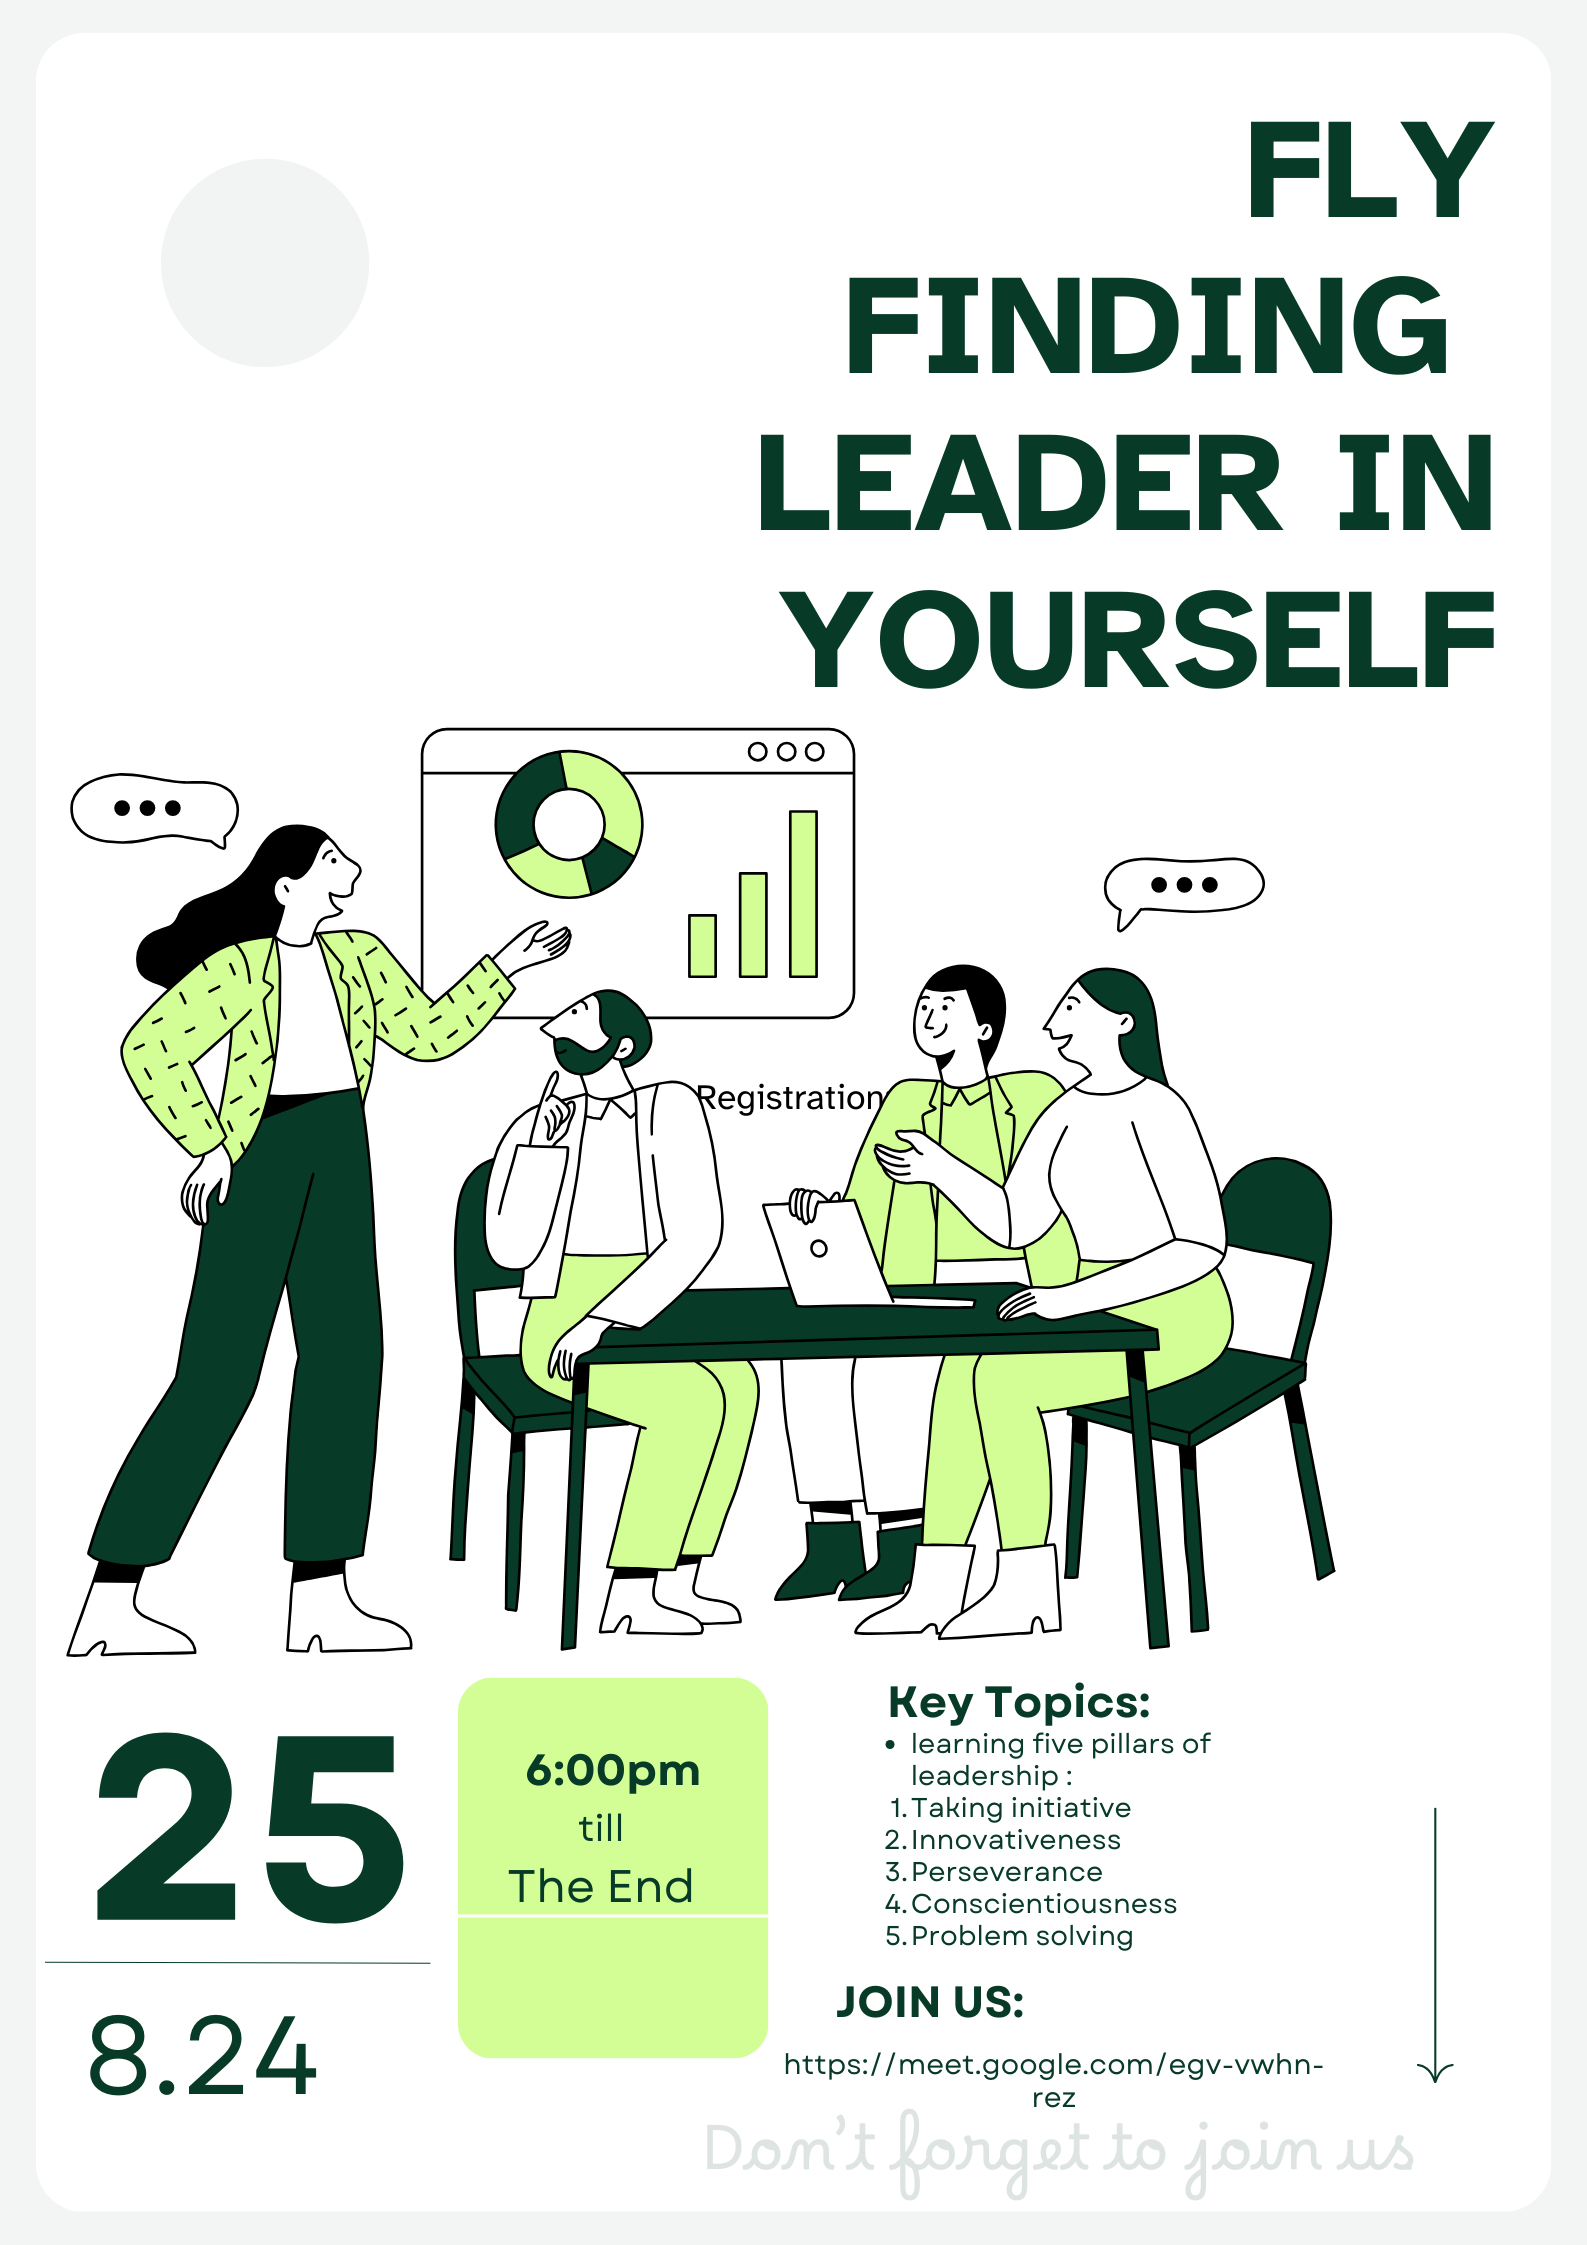 FLY
FINDING
LEADER IN
YOURSELF
Registration
25
8.24
6:00pm
till
The End
Key Topics:
• learning five pillars of
leadership :
1. Taking initiative
2. Innovativeness
3. Perseverance
4. Conscientiousness
5. Problem solving
JOIN US:
https://meet.google.com/egv-vwhn-
rez
Don't forget to join us